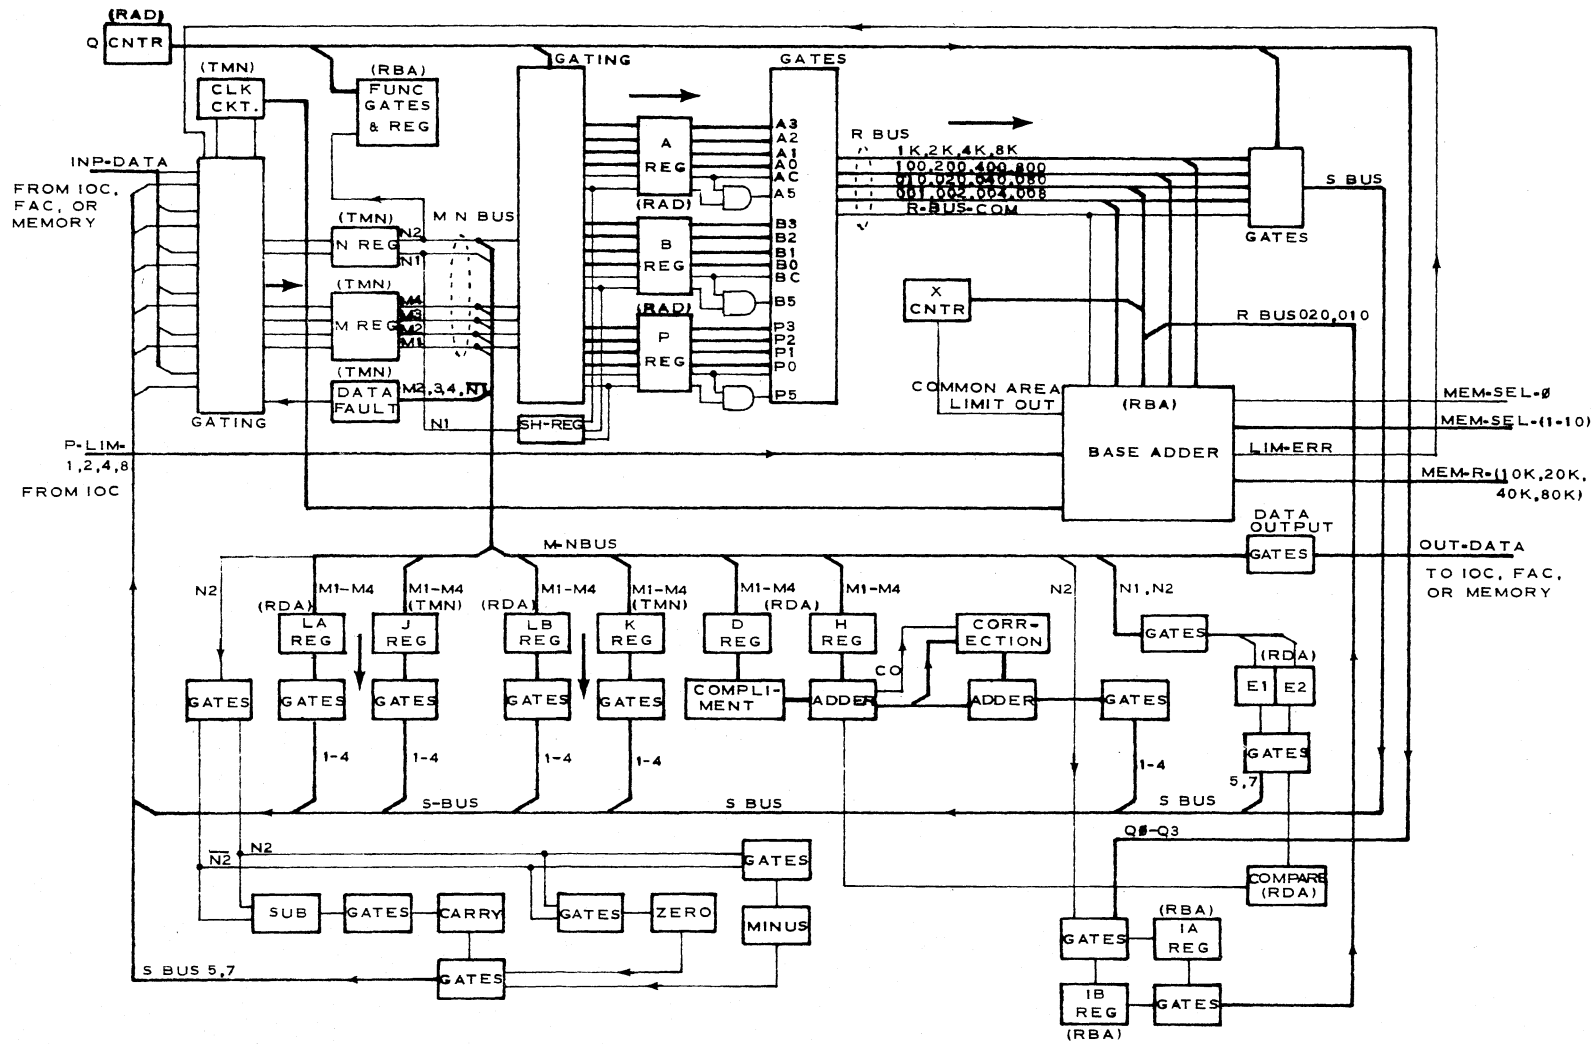 (RAD)
Q CNTR
(TMN)
CLK
CKT.
(RBA)
FUNC
GATES
& REG
GATING
GATES
INP-DATA
FROM IOC,
FAC, OR
MEMORY
(TMN)
N REG
N2
N1
M N BUS
(TMN)
M REG
M4
M3
M2
M1
(TMN)
DATA
FAULT
M2,3,4,N1
GATING
N1
SH-REG
A
REG
(RAD)
B
REG
(RAD)
P
REG
A3
A2
A1
A0
AC
A5
B3
B2
B1
B0
BC
B5
P3
P2
P1
P0
P5
R BUS
1K,2K,4K,8K
100,200,400,800
010,020,040,080
001,002,004,008
R-BUS-COM
GATES
S BUS
X
CNTR
R BUS 020,010
COMMON AREA
LIMIT OUT
(RBA)
BASE ADDER
MEM-SEL-Ø
MEM-SEL-(1-10)
LIM-ERR
MEM-R-(10K,20K,
40K,80K)
P-LIM-
1,2,4,8
FROM IOC
DATA
OUTPUT
GATES
OUT-DATA
TO IOC, FAC,
OR MEMORY
M-NBUS
N2
M1-M4
(RDA)
LA
REG
M1-M4
(TMN)
J
REG
M1-M4
(RDA)
LB
REG
M1-M4
(TMN)
K
REG
M1-M4
(RDA)
D
REG
M1-M4
H
REG
N2
N1,N2
GATES
CORR-
ECTION
CO
(RDA)
E1
E2
GATES
GATES
GATES
GATES
GATES
COMPLI-
MENT
ADDER
ADDER
GATES
GATES
1-4
1-4
1-4
1-4
1-4
5,7
S-BUS
S BUS
S BUS
QØ-Q3
N2
N2
GATES
COMPARE
(RDA)
SUB
GATES
CARRY
GATES
ZERO
MINUS
S BUS 5,7
GATES
GATES
(RBA)
IA
REG
IB
REG
(RBA)
GATES